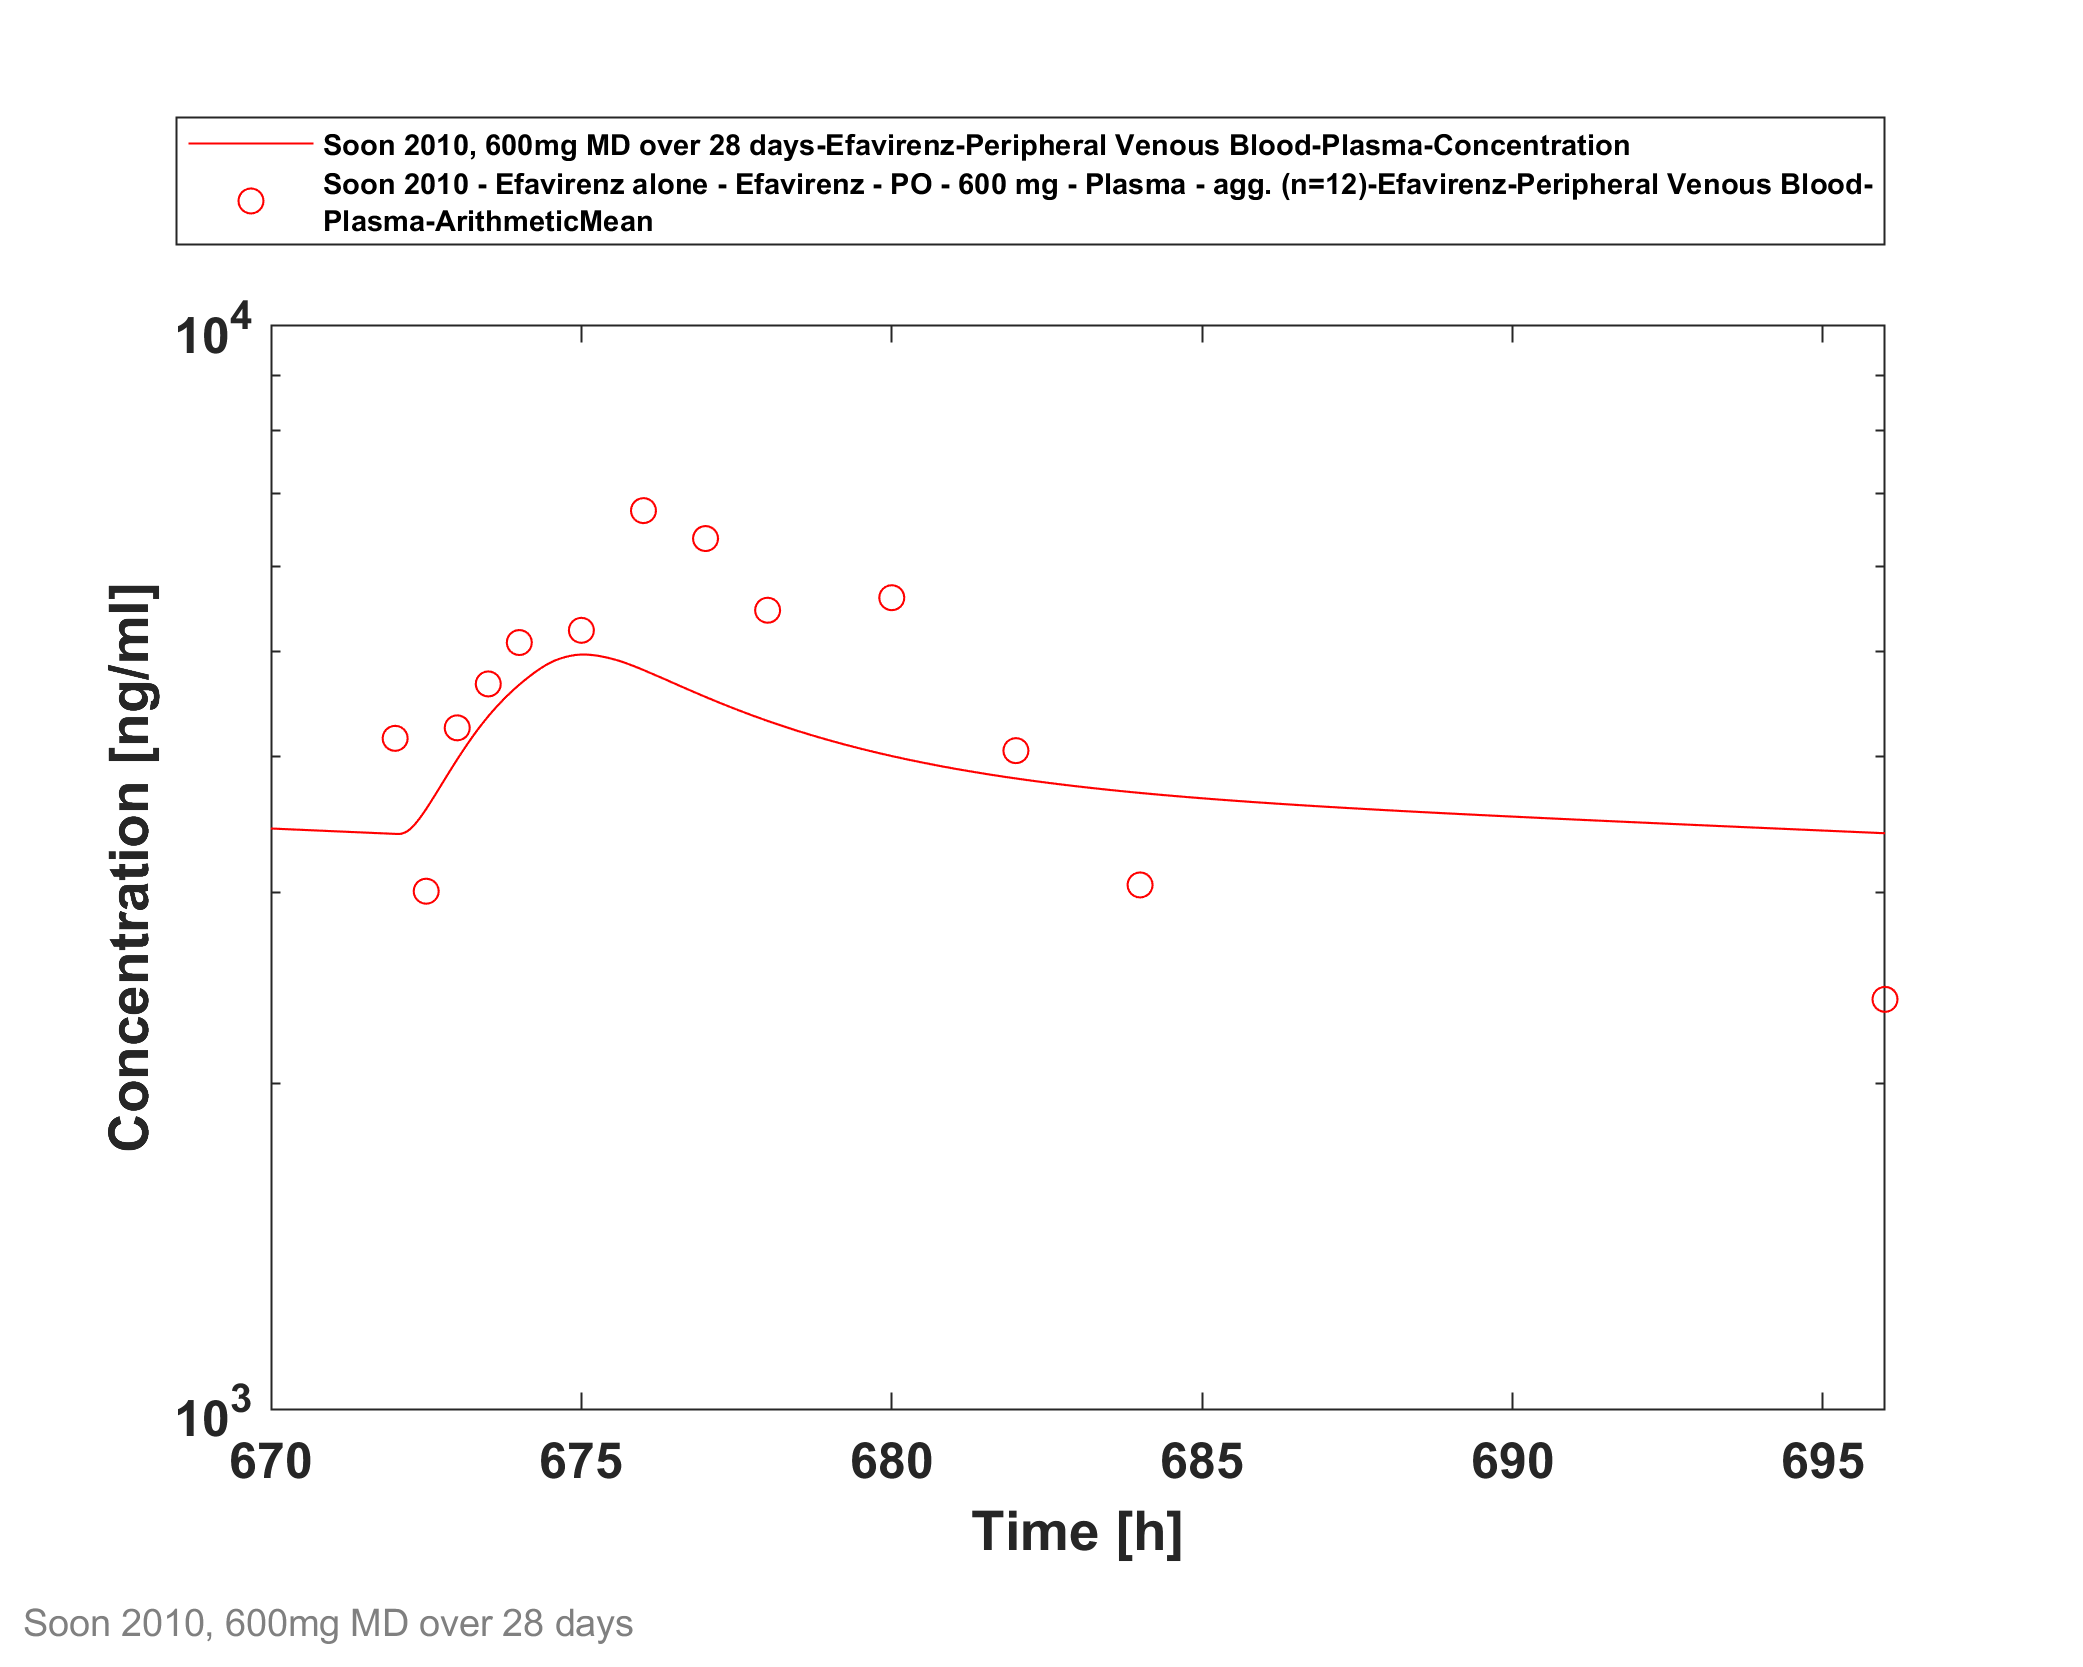 Soon 2010, 600mg MD over 28 days-Efavirenz-Peripheral Venous Blood-Plasma-Concentration
Soon 2010 - Efavirenz alone - Efavirenz - PO - 600 mg - Plasma - agg. (n=12)-Efavirenz-Peripheral Venous Blood-
Plasma-ArithmeticMean
10^4
Concentration [ng/ml]
10^3
670 675 680 685 690 695
Time [h]
Soon 2010, 600mg MD over 28 days